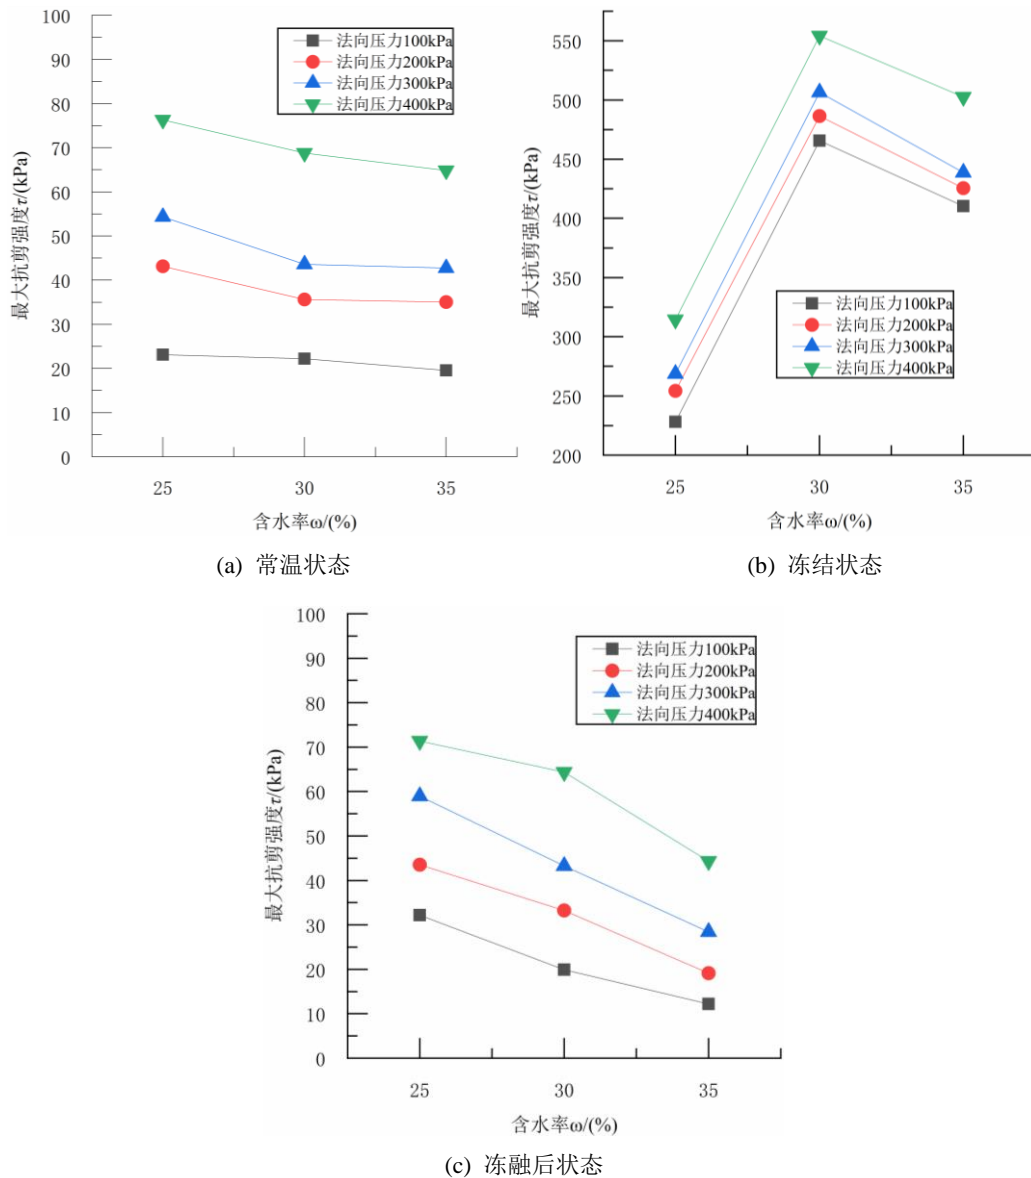 100
90
80
70
60
50
40
30
20
10
0
最大抗剪强度τ/(kPa)
法向压力100kPa
法向压力200kPa
法向压力300kPa
法向压力400kPa
25 30 35
含水率ω/(%)
(a) 常温状态
550
500
450
400
350
300
250
200
最大抗剪强度τ/(kPa)
法向压力100kPa
法向压力200kPa
法向压力300kPa
法向压力400kPa
25 30 35
含水率ω/(%)
(b) 冻结状态
100
90
80
70
60
50
40
30
20
10
0
最大抗剪强度τ/(kPa)
法向压力100kPa
法向压力200kPa
法向压力300kPa
法向压力400kPa
25 30 35
含水率ω/(%)
(c) 冻融后状态